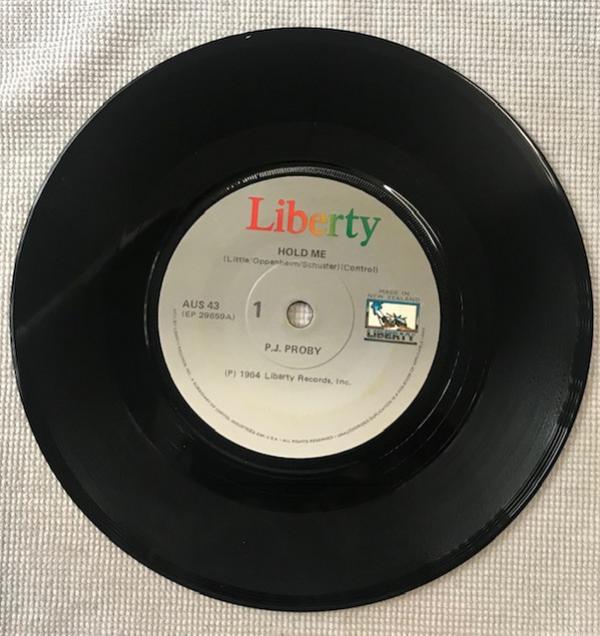 Liberty
HOLD ME
(Little/Oppenheim/Schuster)(Control)
MADE IN
NEW ZEALAND
AUS 43
(EP 29659A)
1
LIBERTY
P.J. PROBY
(P) 1964 Liberty Records, Inc.